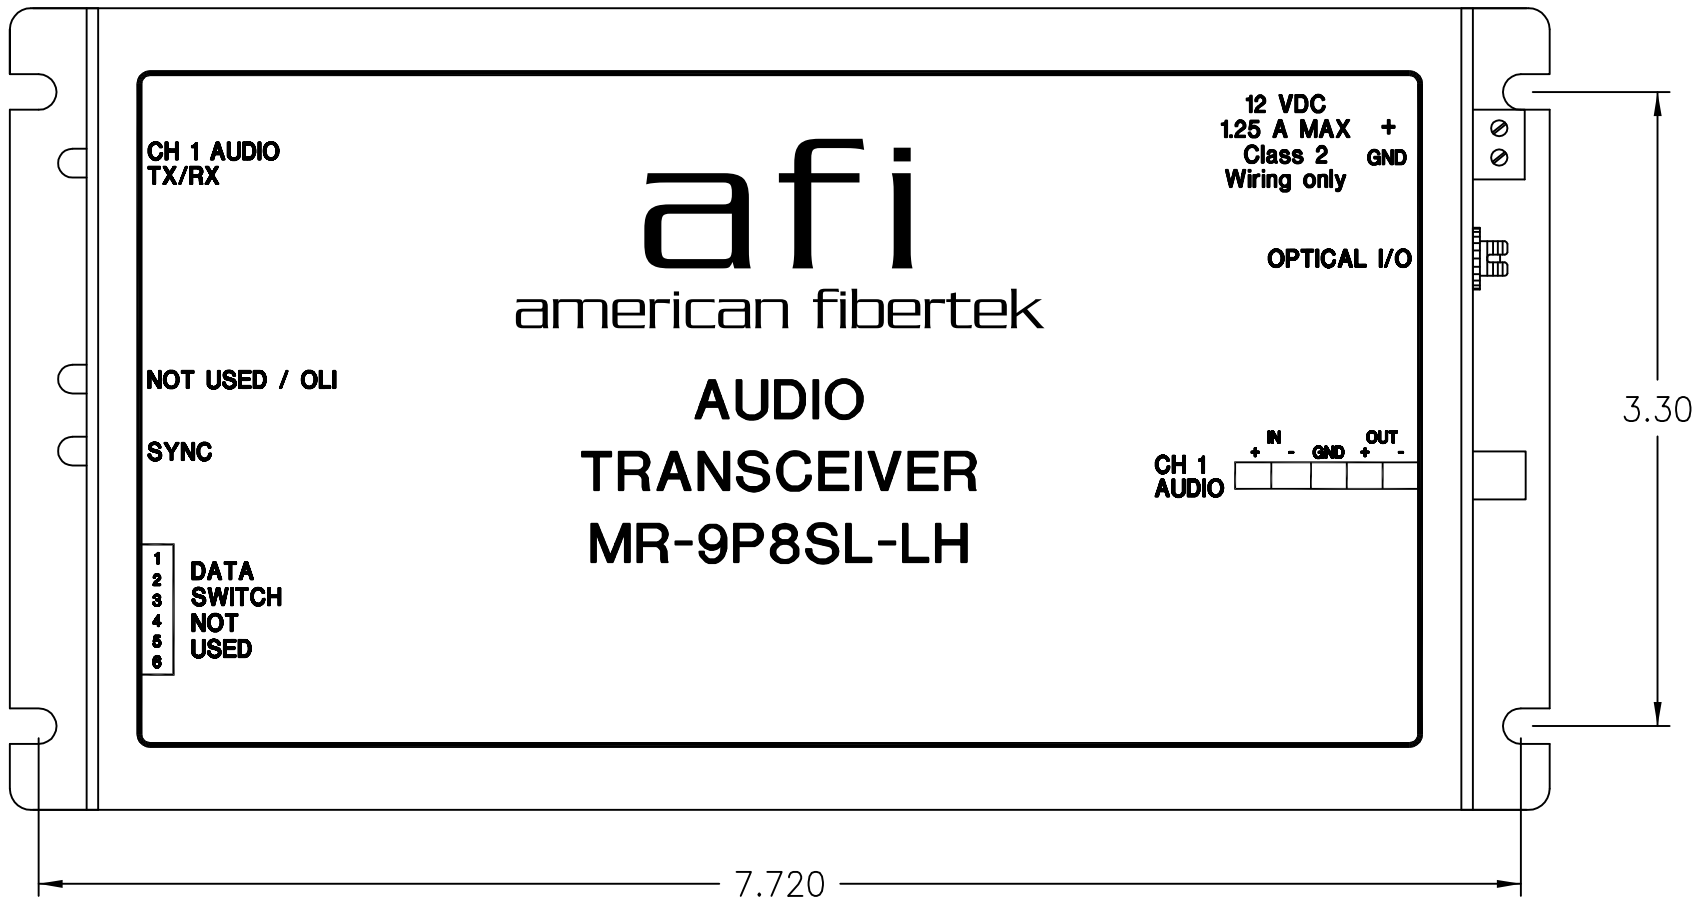 12 VDC
1.25 A MAX +
Class 2 GND
Wiring only
CH 1 AUDIO
TX/RX
afi
american fibertek
OPTICAL I/O
NOT USED / OLI
AUDIO
TRANSCEIVER
MR-9P8SL-LH
3.30
SYNC
IN OUT
+ - GND + -
CH 1
AUDIO
1
2
3
4
5
6
DATA
SWITCH
NOT
USED
7.720